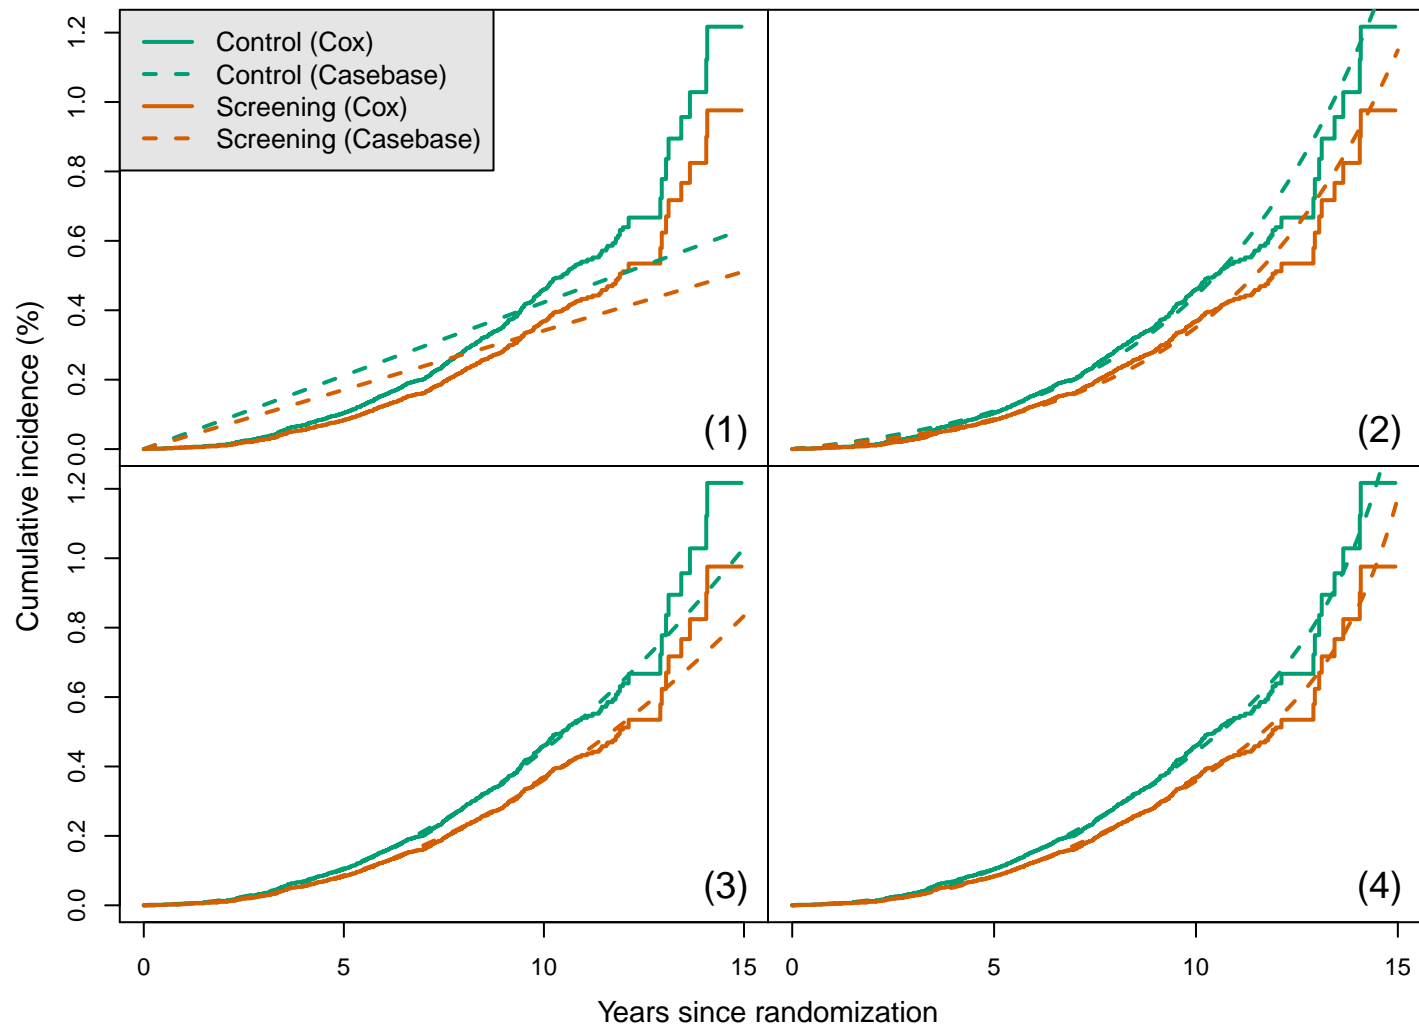 Control (Cox)
Control (Casebase)
Screening (Cox)
Screening (Casebase)
0.0 0.2 0.4 0.6 0.8 1.0 1.2
(1)
(2)
Cumulative incidence (%)
0.0 0.2 0.4 0.6 0.8 1.0 1.2
(3)
(4)
0 5 10 15
0 5 10 15
Years since randomization